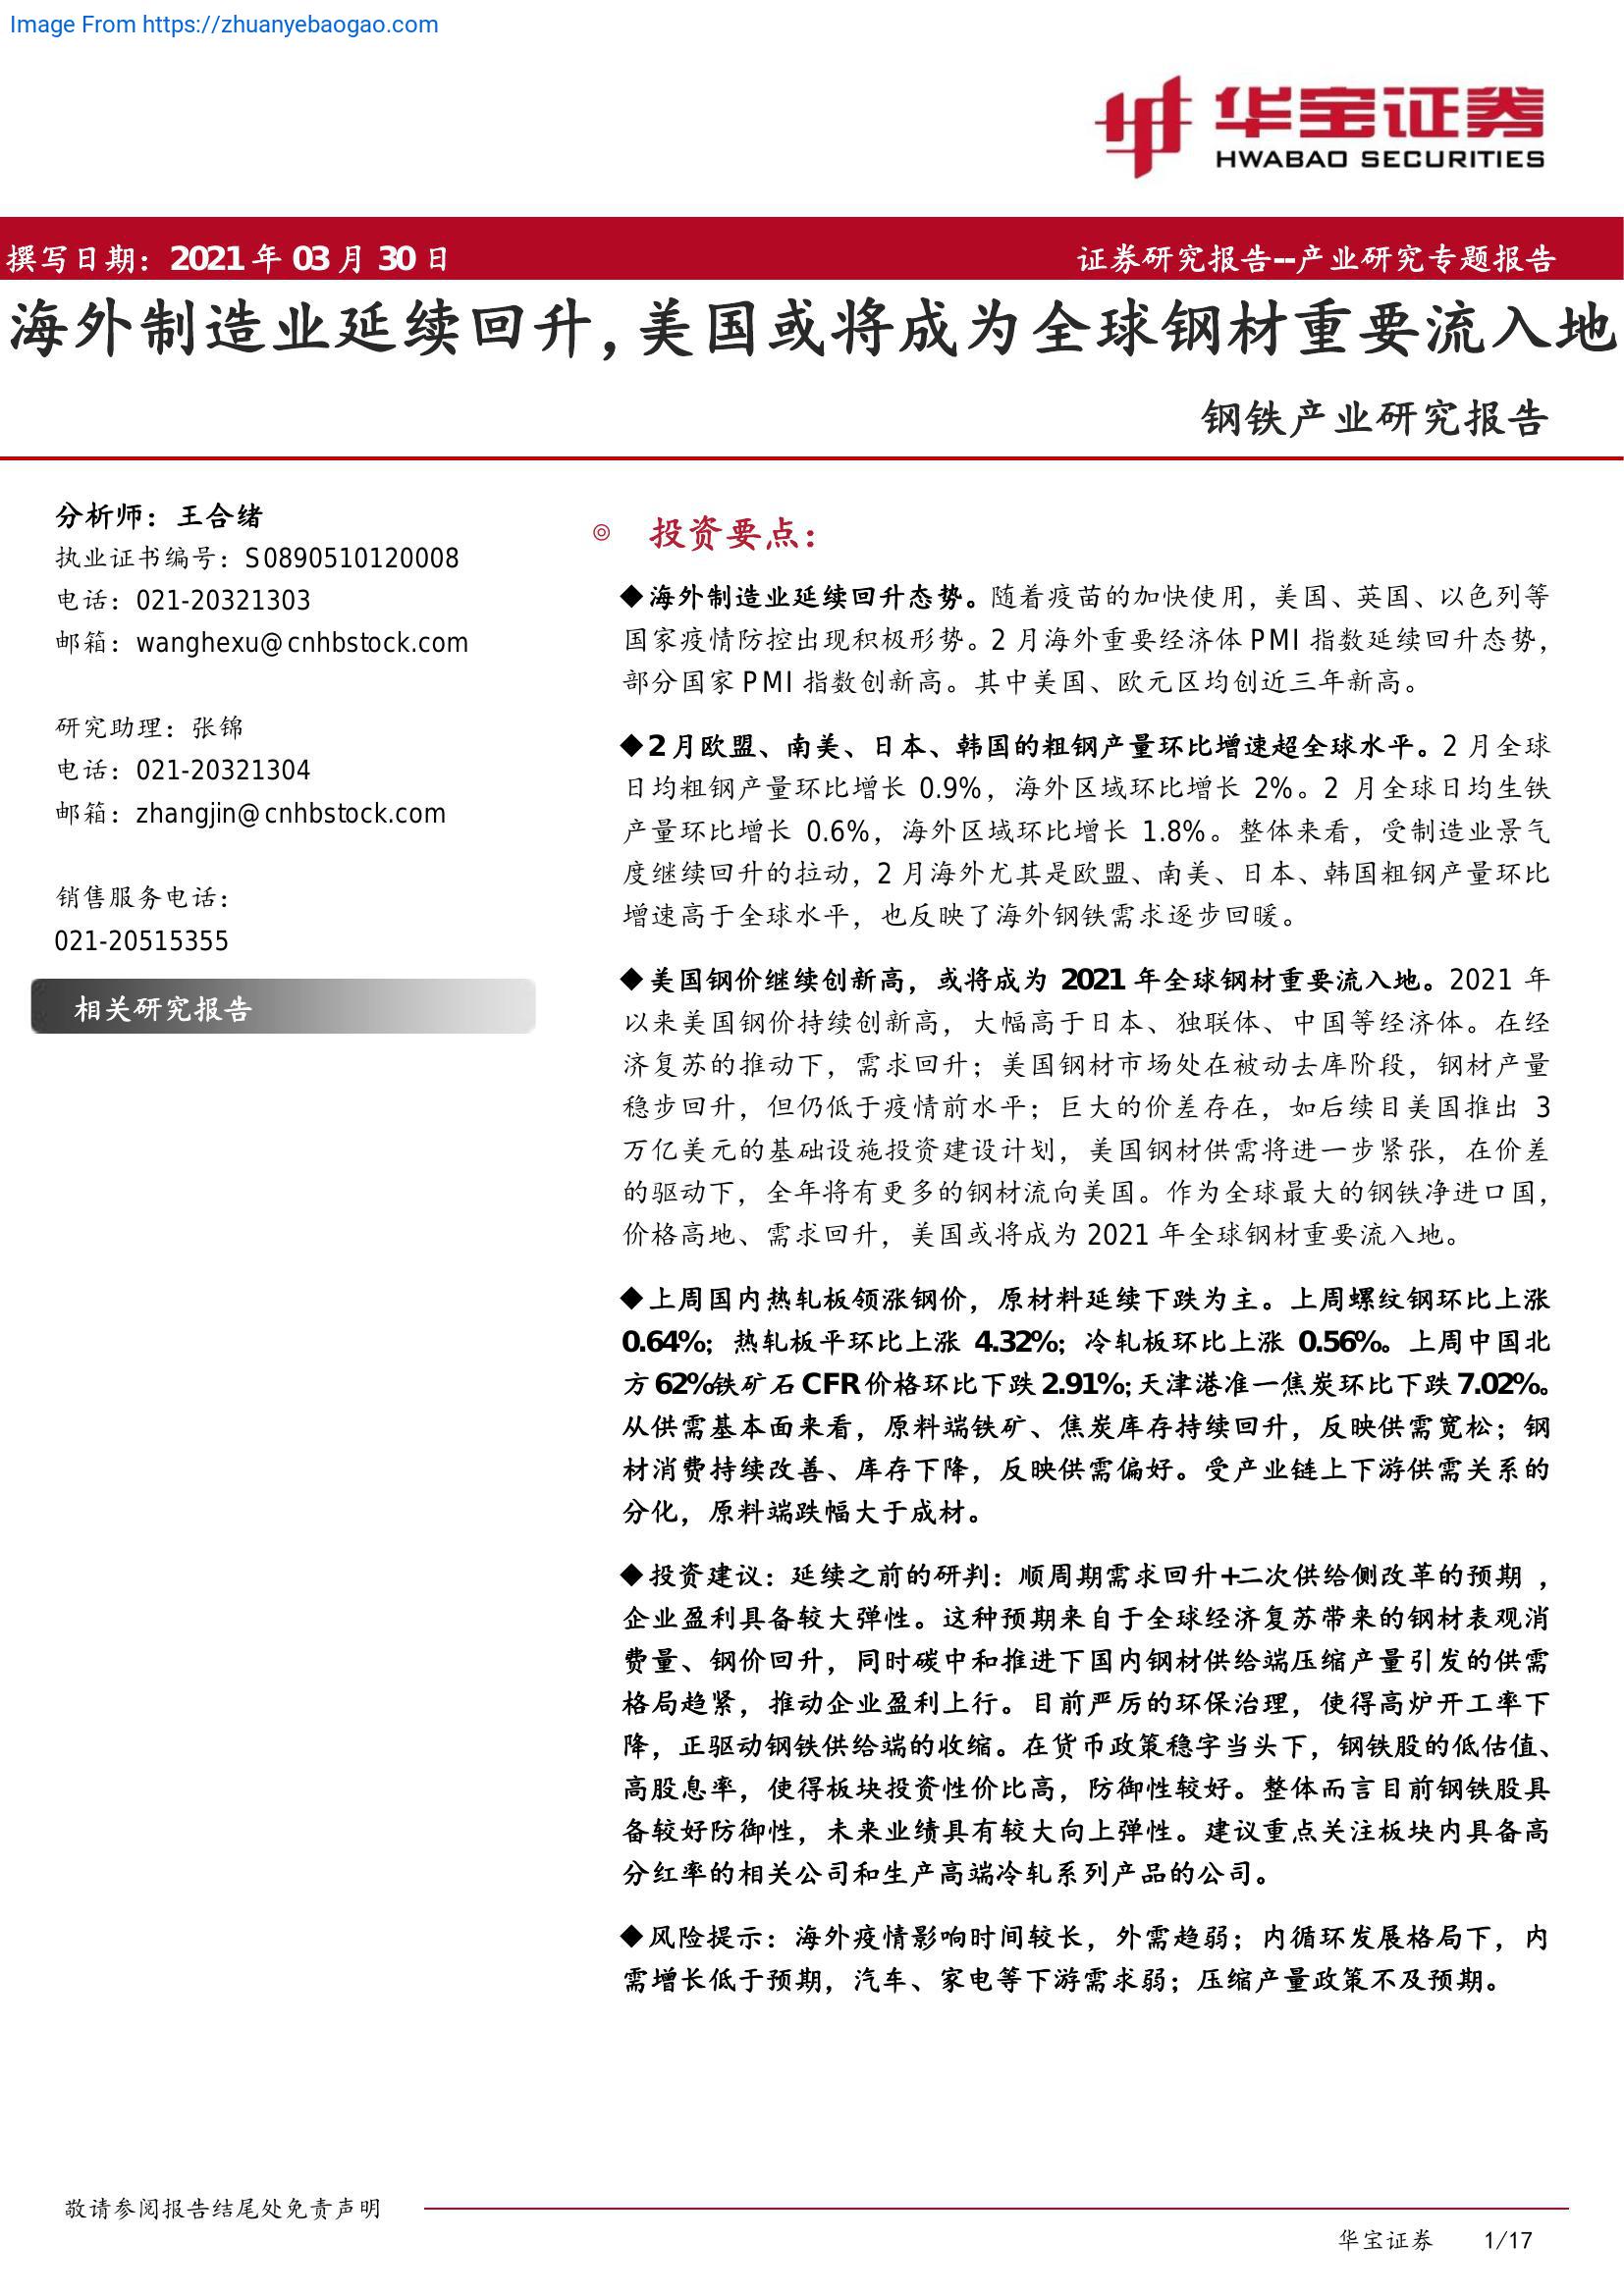 Image From https://zhuanyebaogao.com
华宝证券
HWABAO SECURITIES
撰写日期：2021 年 03 月 30 日
证券研究报告--产业研究专题报告
海外制造业延续回升，美国或将成为全球钢材重要流入地
钢铁产业研究报告
分析师：王合绪
执业证书编号：S0890510120008
电话：021-20321303
邮箱：wanghexu@cnhbstock.com
研究助理：张锦
电话：021-20321304
邮箱：zhangjin@cnhbstock.com
销售服务电话：
021-20515355
相关研究报告
◎ 投资要点：
◆海外制造业延续回升态势。随着疫苗的加快使用，美国、英国、以色列等
国家疫情防控出现积极形势。2 月海外重要经济体 PMI 指数延续回升态势，
部分国家 PMI 指数创新高。其中美国、欧元区均创近三年新高。
◆2 月欧盟、南美、日本、韩国的粗钢产量环比增速超全球水平。2 月全球
日均粗钢产量环比增长 0.9%，海外区域环比增长 2%。2 月全球日均生铁
产量环比增长 0.6%，海外区域环比增长 1.8%。整体来看，受制造业景气
度继续回升的拉动，2 月海外尤其是欧盟、南美、日本、韩国粗钢产量环比
增速高于全球水平，也反映了海外钢铁需求逐步回暖。
◆美国钢价继续创新高，或将成为 2021 年全球钢材重要流入地。2021 年
以来美国钢价持续创新高，大幅高于日本、独联体、中国等经济体。在经
济复苏的推动下，需求回升；美国钢材市场处在被动去库阶段，钢材产量
稳步回升，但仍低于疫情前水平；巨大的价差存在，如后续目美国推出 3
万亿美元的基础设施投资建设计划，美国钢材供需将进一步紧张，在价差
的驱动下，全年将有更多的钢材流向美国。作为全球最大的钢铁净进口国，
价格高地、需求回升，美国或将成为 2021 年全球钢材重要流入地。
◆上周国内热轧板领涨钢价，原材料延续下跌为主。上周螺纹钢环比上涨
0.64%；热轧板平环比上涨 4.32%；冷轧板环比上涨 0.56%。上周中国北
方 62%铁矿石 CFR 价格环比下跌 2.91%；天津港准一焦炭环比下跌 7.02%。
从供需基本面来看，原料端铁矿、焦炭库存持续回升，反映供需宽松；钢
材消费持续改善、库存下降，反映供需偏好。受产业链上下游供需关系的
分化，原料端跌幅大于成材。
◆投资建议：延续之前的研判：顺周期需求回升+二次供给侧改革的预期 ，
企业盈利具备较大弹性。这种预期来自于全球经济复苏带来的钢材表观消
费量、钢价回升，同时碳中和推进下国内钢材供给端压缩产量引发的供需
格局趋紧，推动企业盈利上行。目前严厉的环保治理，使得高炉开工率下
降，正驱动钢铁供给端的收缩。在货币政策稳字当头下，钢铁股的低估值、
高股息率，使得板块投资性价比高，防御性较好。整体而言目前钢铁股具
备较好防御性，未来业绩具有较大向上弹性。建议重点关注板块内具备高
分红率的相关公司和生产高端冷轧系列产品的公司。
◆风险提示：海外疫情影响时间较长，外需趋弱；内循环发展格局下，内
需增长低于预期，汽车、家电等下游需求弱；压缩产量政策不及预期。
敬请参阅报告结尾处免责声明
华宝证券 1/17